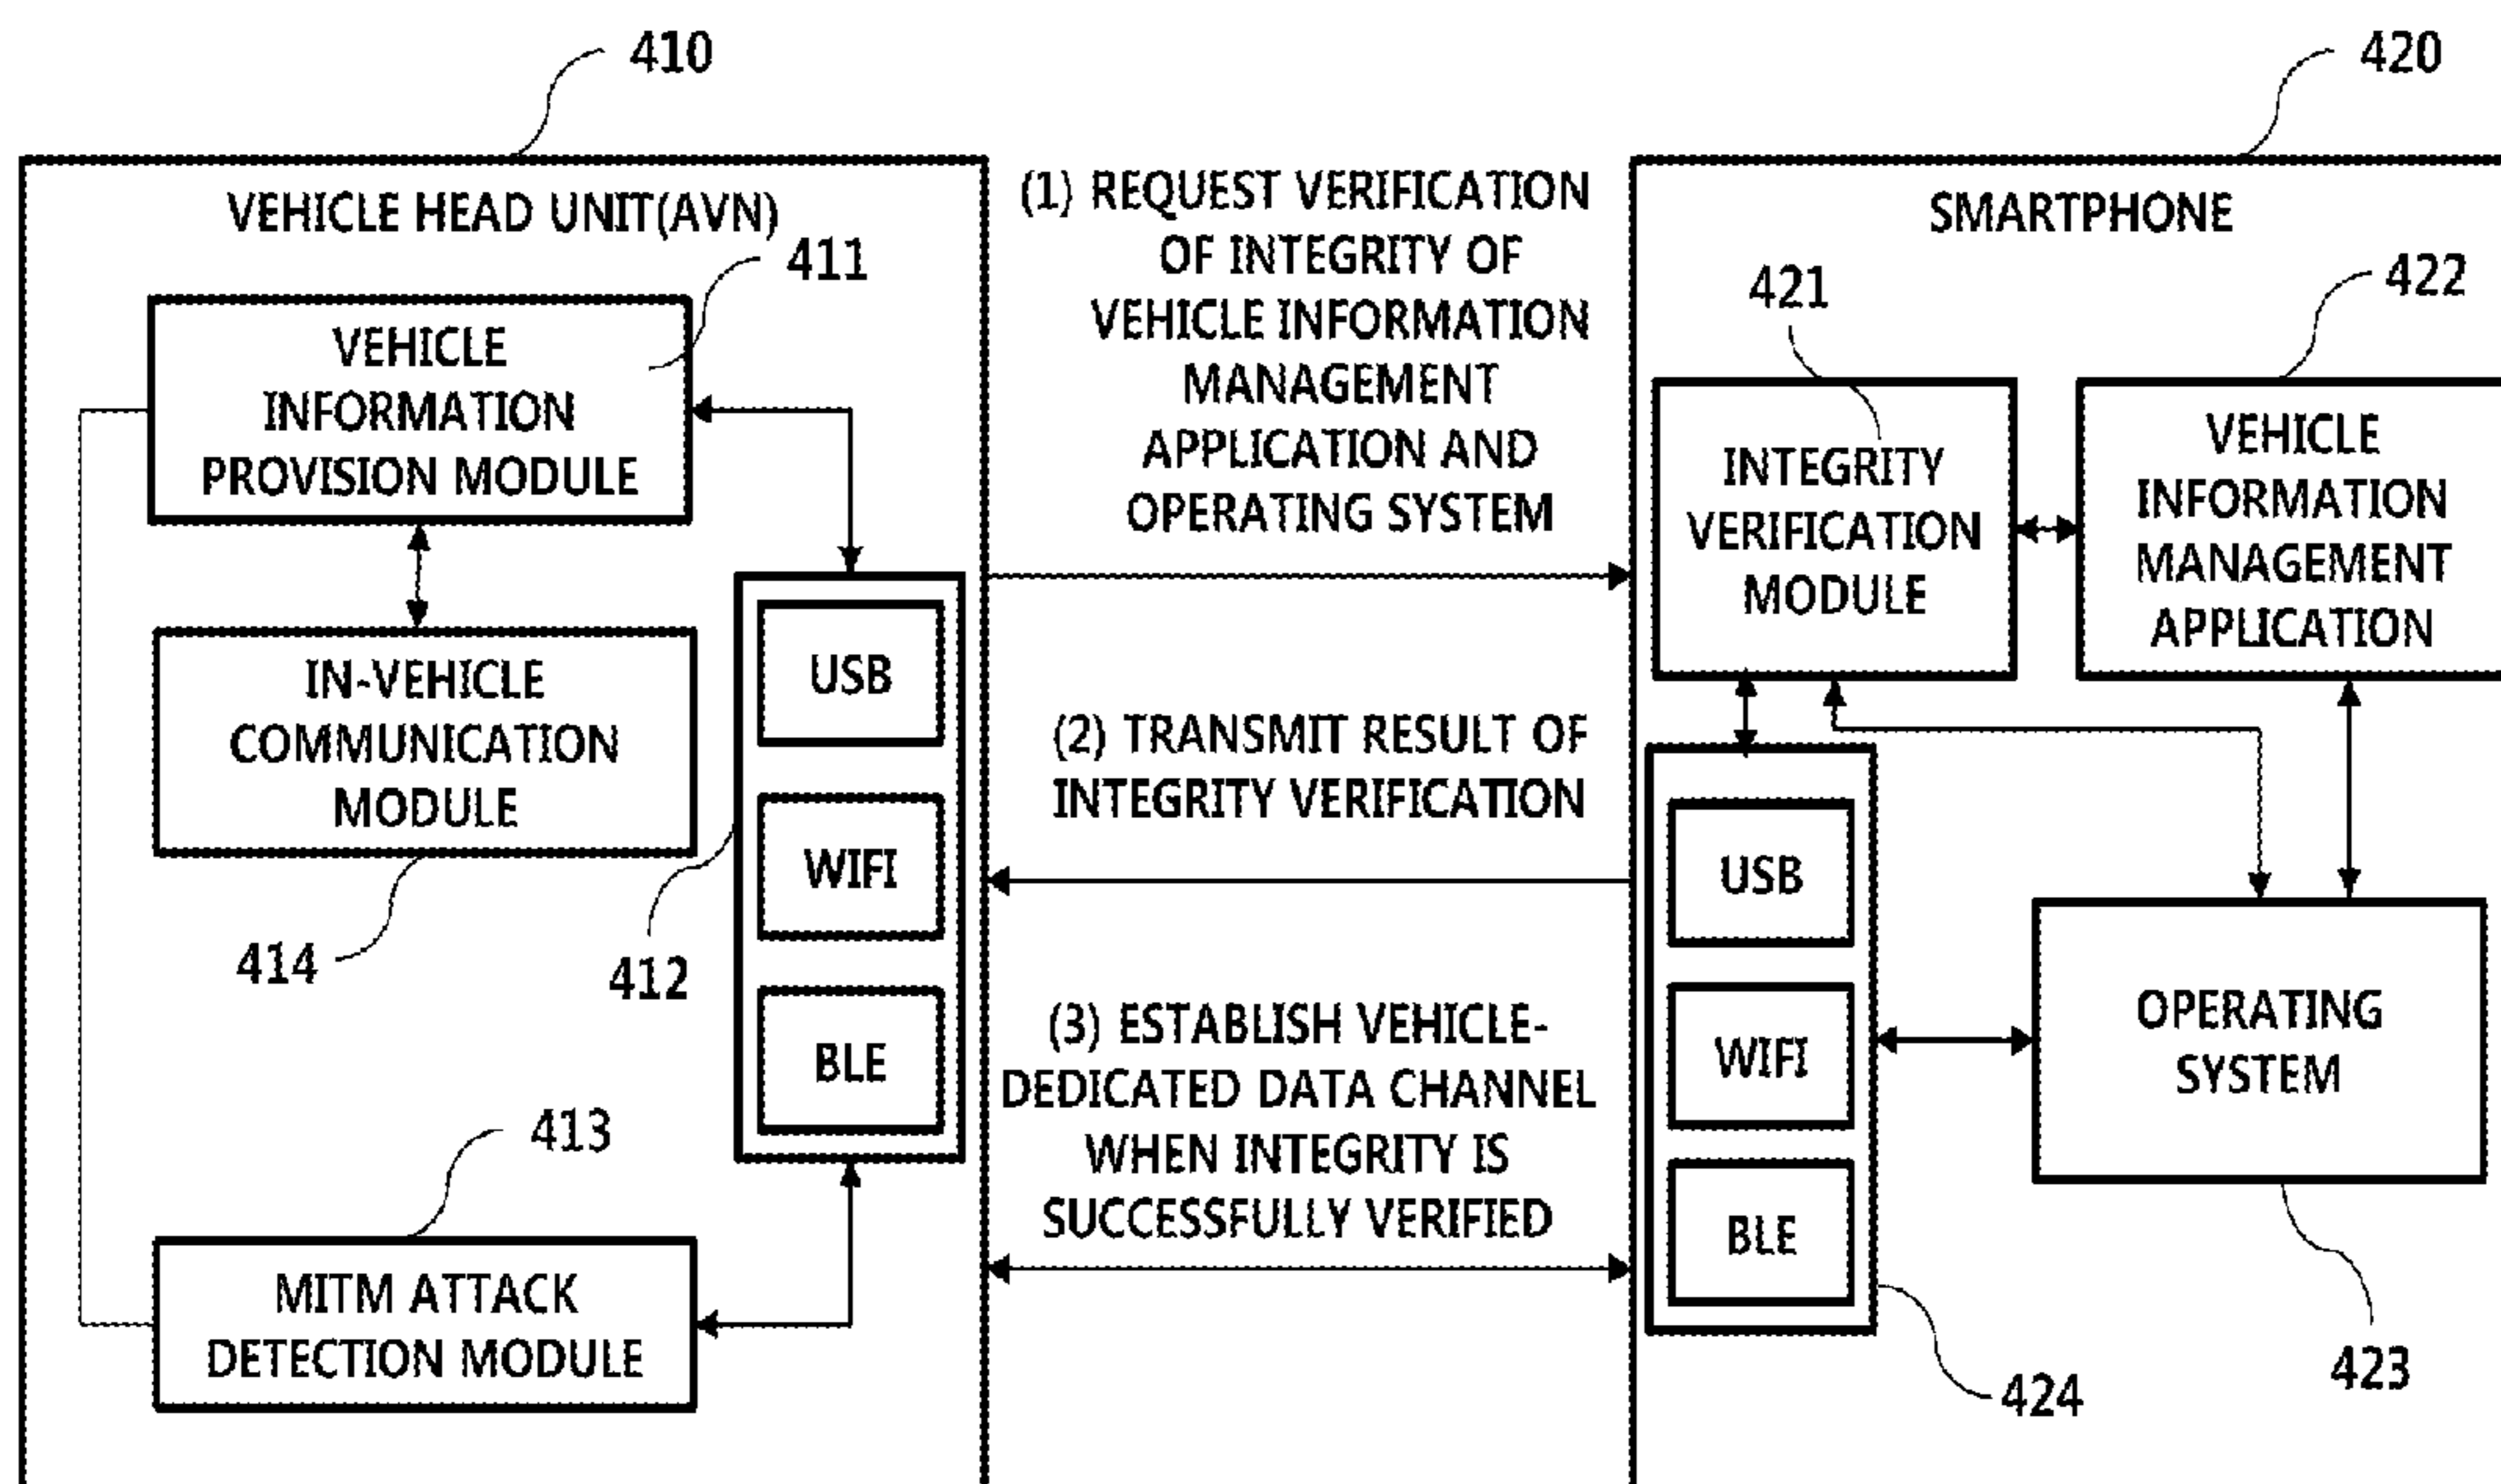 410
420
VEHICLE HEAD UNIT(AVN)
411
VEHICLE
INFORMATION
PROVISION MODULE
IN-VEHICLE
COMMUNICATION
MODULE
414
412
USB
WIFI
BLE
413
MITM ATTACK
DETECTION MODULE
(1) REQUEST VERIFICATION
OF INTEGRITY OF
VEHICLE INFORMATION
MANAGEMENT
APPLICATION AND
OPERATING SYSTEM
(2) TRANSMIT RESULT OF
INTEGRITY VERIFICATION
(3) ESTABLISH VEHICLE-
DEDICATED DATA CHANNEL
WHEN INTEGRITY IS
SUCCESSFULLY VERIFIED
SMARTPHONE
421
422
INTEGRITY
VERIFICATION
MODULE
VEHICLE
INFORMATION
MANAGEMENT
APPLICATION
USB
WIFI
BLE
OPERATING
SYSTEM
423
424